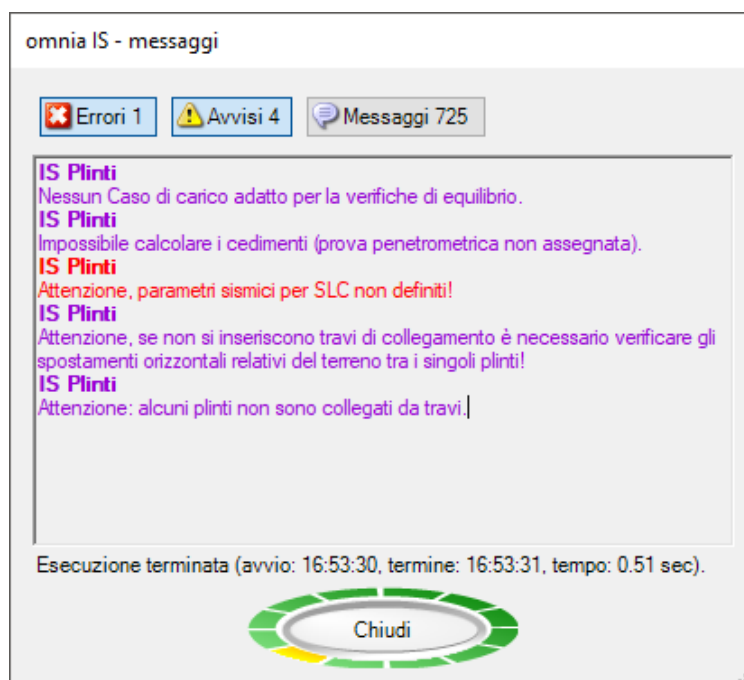 omnia IS - messaggi
Errori 1 Avvisi 4 Messaggi 725
IS Plinti
Nessun Caso di carico adatto per la verifiche di equilibrio.
IS Plinti
Impossibile calcolare i cedimenti (prova penetrometrica non assegnata).
IS Plinti
Attenzione, parametri sismici per SLC non definiti!
IS Plinti
Attenzione, se non si inseriscono travi di collegamento è necessario verificare gli
spostamenti orizzontali relativi del terreno tra i singoli plinti!
IS Plinti
Attenzione: alcuni plinti non sono collegati da travi.
Esecuzione terminata (avvio: 16:53:30, termine: 16:53:31, tempo: 0.51 sec).
Chiudi